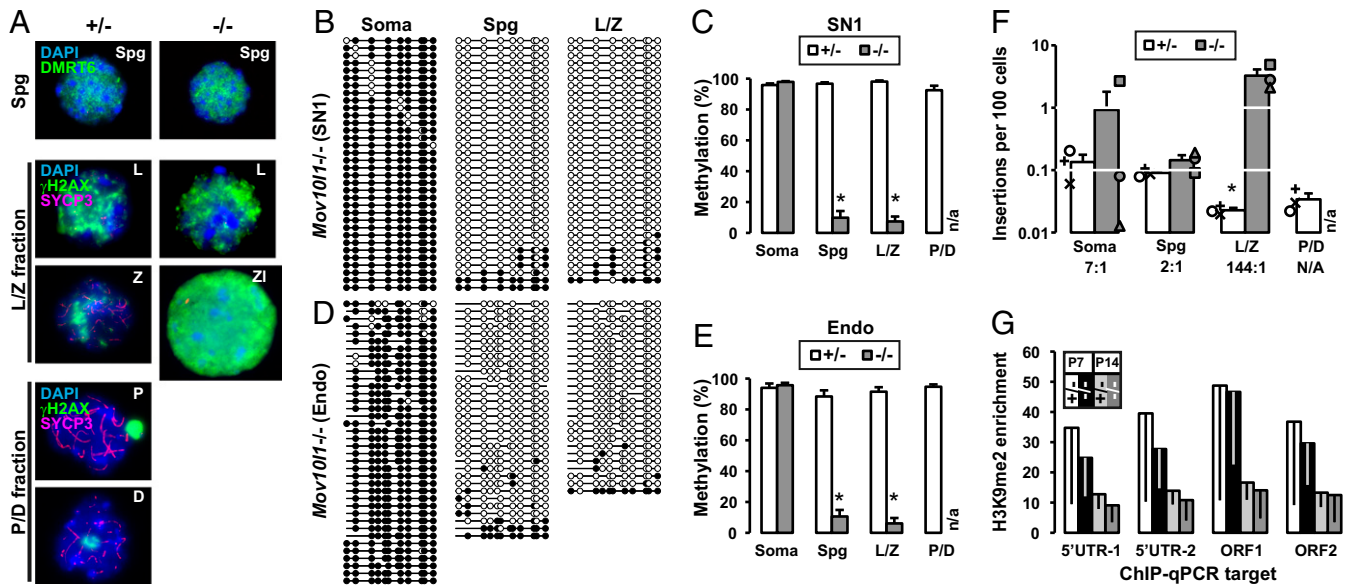 A
+/-
-/-
Spg
DAPI
DMRT6
Spg
Spg
L/Z fraction
DAPI
γH2AX
SYCP3
L
L
Z
Zl
P/D fraction
DAPI
γH2AX
SYCP3
P
D
B
Soma
Spg
L/Z
Mov10l1-/- (SN1)
D
Mov10l1-/- (Endo)
C
SN1
+/-
-/-
Methylation (%)
100
80
60
40
20
0
*
*
n/a
Soma
Spg
L/Z
P/D
E
Endo
+/-
-/-
Methylation (%)
100
80
60
40
20
0
*
*
n/a
Soma
Spg
L/Z
P/D
F
+/-
-/-
Insertions per 100 cells
10
1
0.1
0.01
*
n/a
Soma
Spg
L/Z
P/D
7:1
2:1
144:1
N/A
G
P7
P14
H3K9me2 enrichment
60
50
40
30
20
10
0
5'UTR-1
5'UTR-2
ORF1
ORF2
ChIP-qPCR target